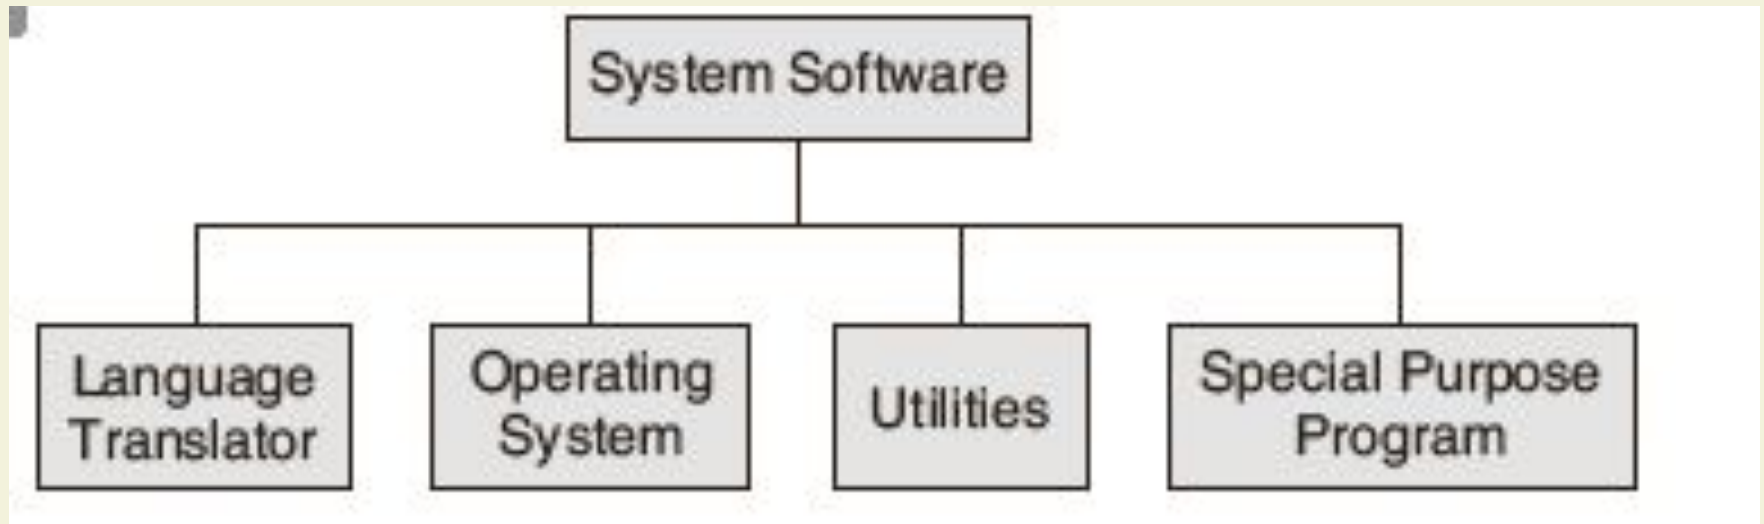 System Software
Language
Translator
Operating
System
Utilities
Special Purpose
Program